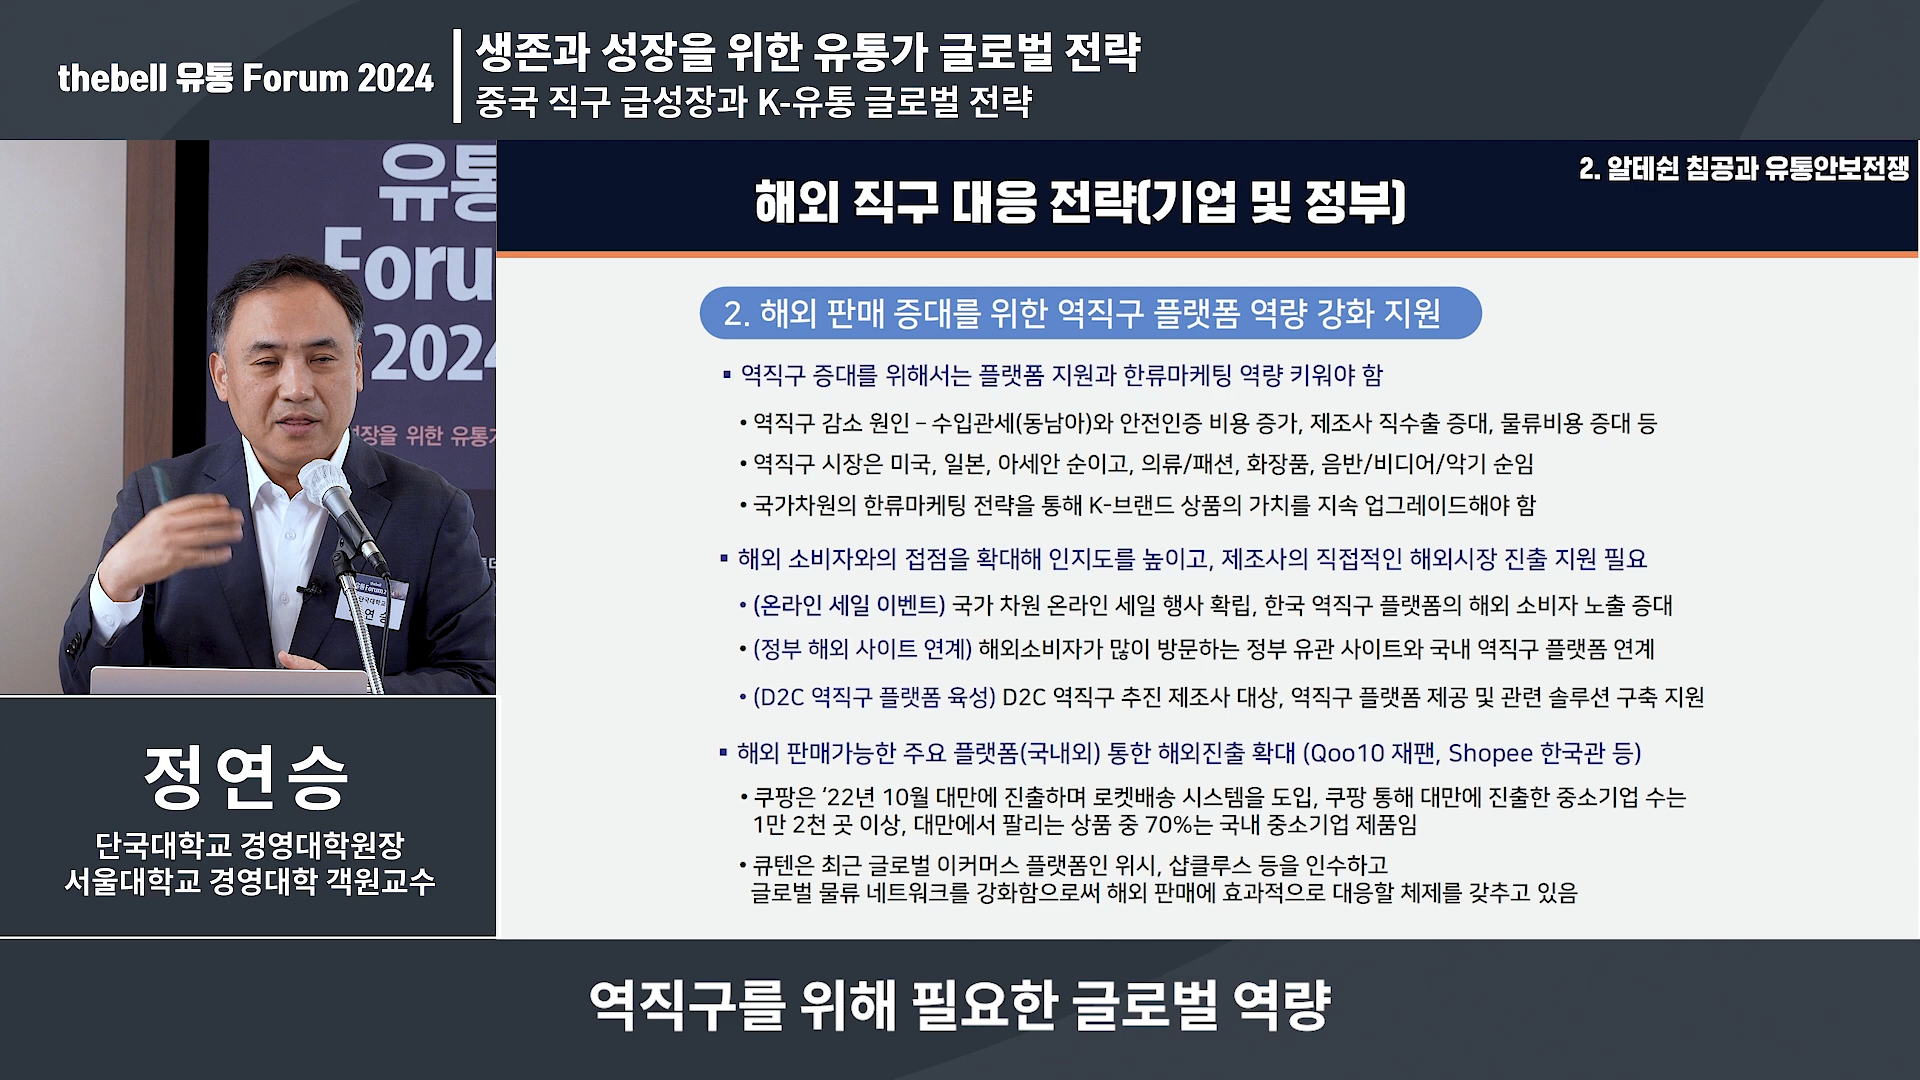 thebell 유통 Forum 2024
생존과 성장을 위한 유통가 글로벌 전략
중국 직구 급성장과 K-유통 글로벌 전략
유통
Foru
2024
성장을 위한 유통가
단국대학교
정연승
단국대학교 경영대학원장
서울대학교 경영대학 객원교수
2. 알테쉰 침공과 유통안보전쟁
해외 직구 대응 전략(기업 및 정부)
2. 해외 판매 증대를 위한 역직구 플랫폼 역량 강화 지원
▪ 역직구 증대를 위해서는 플랫폼 지원과 한류마케팅 역량 키워야 함
• 역직구 감소 원인 – 수입관세(동남아)와 안전인증 비용 증가, 제조사 직수출 증대, 물류비용 증대 등
• 역직구 시장은 미국, 일본, 아세안 순이고, 의류/패션, 화장품, 음반/비디어/악기 순임
• 국가차원의 한류마케팅 전략을 통해 K-브랜드 상품의 가치를 지속 업그레이드해야 함
▪ 해외 소비자와의 접점을 확대해 인지도를 높이고, 제조사의 직접적인 해외시장 진출 지원 필요
• (온라인 세일 이벤트) 국가 차원 온라인 세일 행사 확립, 한국 역직구 플랫폼의 해외 소비자 노출 증대
• (정부 해외 사이트 연계) 해외소비자가 많이 방문하는 정부 유관 사이트와 국내 역직구 플랫폼 연계
• (D2C 역직구 플랫폼 육성) D2C 역직구 추진 제조사 대상, 역직구 플랫폼 제공 및 관련 솔루션 구축 지원
▪ 해외 판매가능한 주요 플랫폼(국내외) 통한 해외진출 확대 (Qoo10 재팬, Shopee 한국관 등)
• 쿠팡은 ‘22년 10월 대만에 진출하며 로켓배송 시스템을 도입, 쿠팡 통해 대만에 진출한 중소기업 수는
1만 2천 곳 이상, 대만에서 팔리는 상품 중 70%는 국내 중소기업 제품임
• 큐텐은 최근 글로벌 이커머스 플랫폼인 위시, 샵클루스 등을 인수하고
글로벌 물류 네트워크를 강화함으로써 해외 판매에 효과적으로 대응할 체제를 갖추고 있음
역직구를 위해 필요한 글로벌 역량